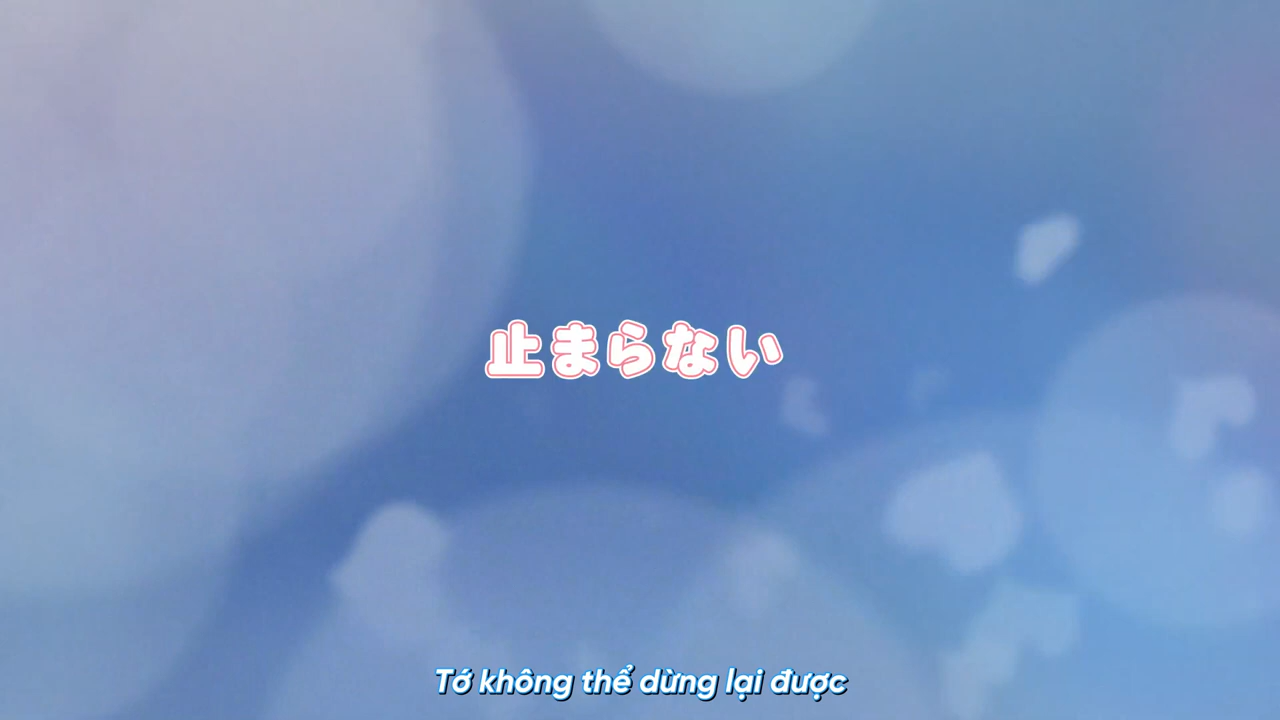 止まらない
Tớ không thể dừng lại được